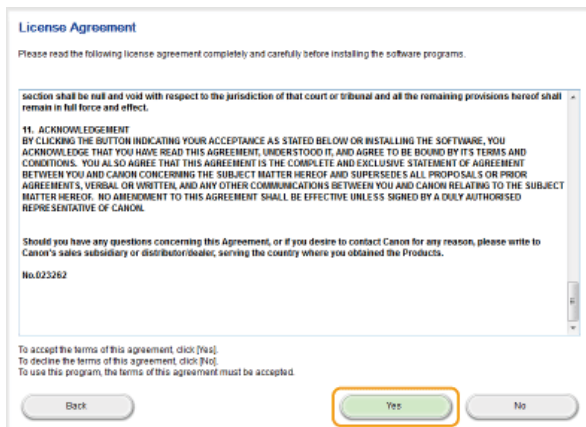 License Agreement
Please read the following license agreement completely and carefully before installing the software programs.
section shall be null and void with respect to the jurisdiction of that court or tribunal and all the remaining provisions hereof shall
remain in full force and effect.
11. ACKNOWLEDGEMENT
BY CLICKING THE BUTTON INDICATING YOUR ACCEPTANCE AS STATED BELOW OR INSTALLING THE SOFTWARE, YOU
ACKNOWLEDGE THAT YOU HAVE READ THIS AGREEMENT, UNDERSTOOD IT, AND AGREE TO BE BOUND BY ITS TERMS AND
CONDITIONS. YOU ALSO AGREE THAT THIS AGREEMENT IS THE COMPLETE AND EXCLUSIVE STATEMENT OF AGREEMENT
BETWEEN YOU AND CANON CONCERNING THE SUBJECT MATTER HEREOF AND SUPERSEDES ALL PROPOSALS OR PRIOR
AGREEMENTS, VERBAL OR WRITTEN, AND ANY OTHER COMMUNICATIONS BETWEEN YOU AND CANON RELATING TO THE SUBJECT
MATTER HEREOF. NO AMENDMENT TO THIS AGREEMENT SHALL BE EFFECTIVE UNLESS SIGNED BY A DULY AUTHORISED
REPRESENTATIVE OF CANON.
Should you have any questions concerning this Agreement, or if you desire to contact Canon for any reason, please write to
Canon's sales subsidiary or distributor/dealer, serving the country where you obtained the Products.
No.023262
To accept the terms of this agreement, click [Yes].
To decline the terms of this agreement, click [No].
To use this program, the terms of this agreement must be accepted.
Back Yes No